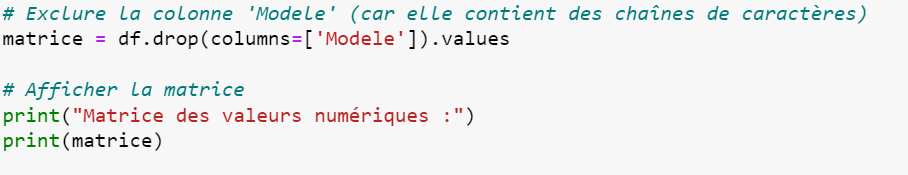 # Exclure la colonne 'Modele' (car elle contient des chaînes de caractères)
matrice = df.drop(columns=['Modele']).values
# Afficher la matrice
print("Matrice des valeurs numériques :")
print(matrice)